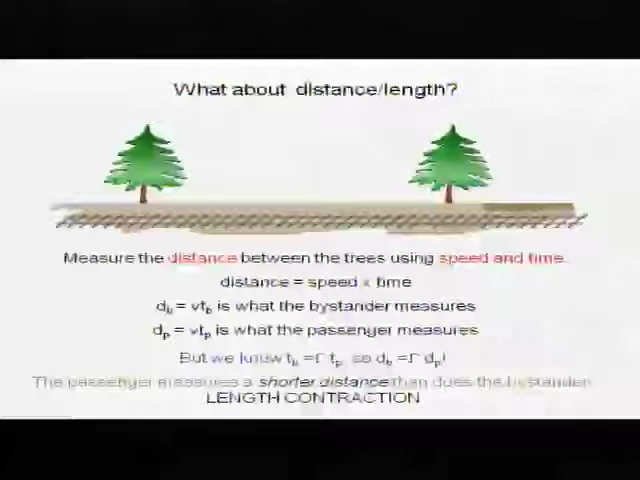 What about distance/length?
Measure the distance between the trees using speed and time.
distance = speed x time
d_b = vt_b is what the bystander measures
d_p = vt_p is what the passenger measures
But we know t_b =Γ t_p, so d_b =Γ d_p!
The passenger measures a shorter distance than does the bystander.
LENGTH CONTRACTION